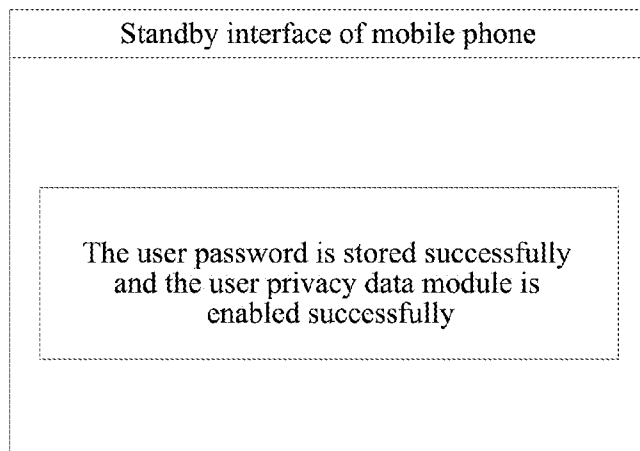 Standby interface of mobile phone
The user password is stored successfully
and the user privacy data module is
enabled successfully